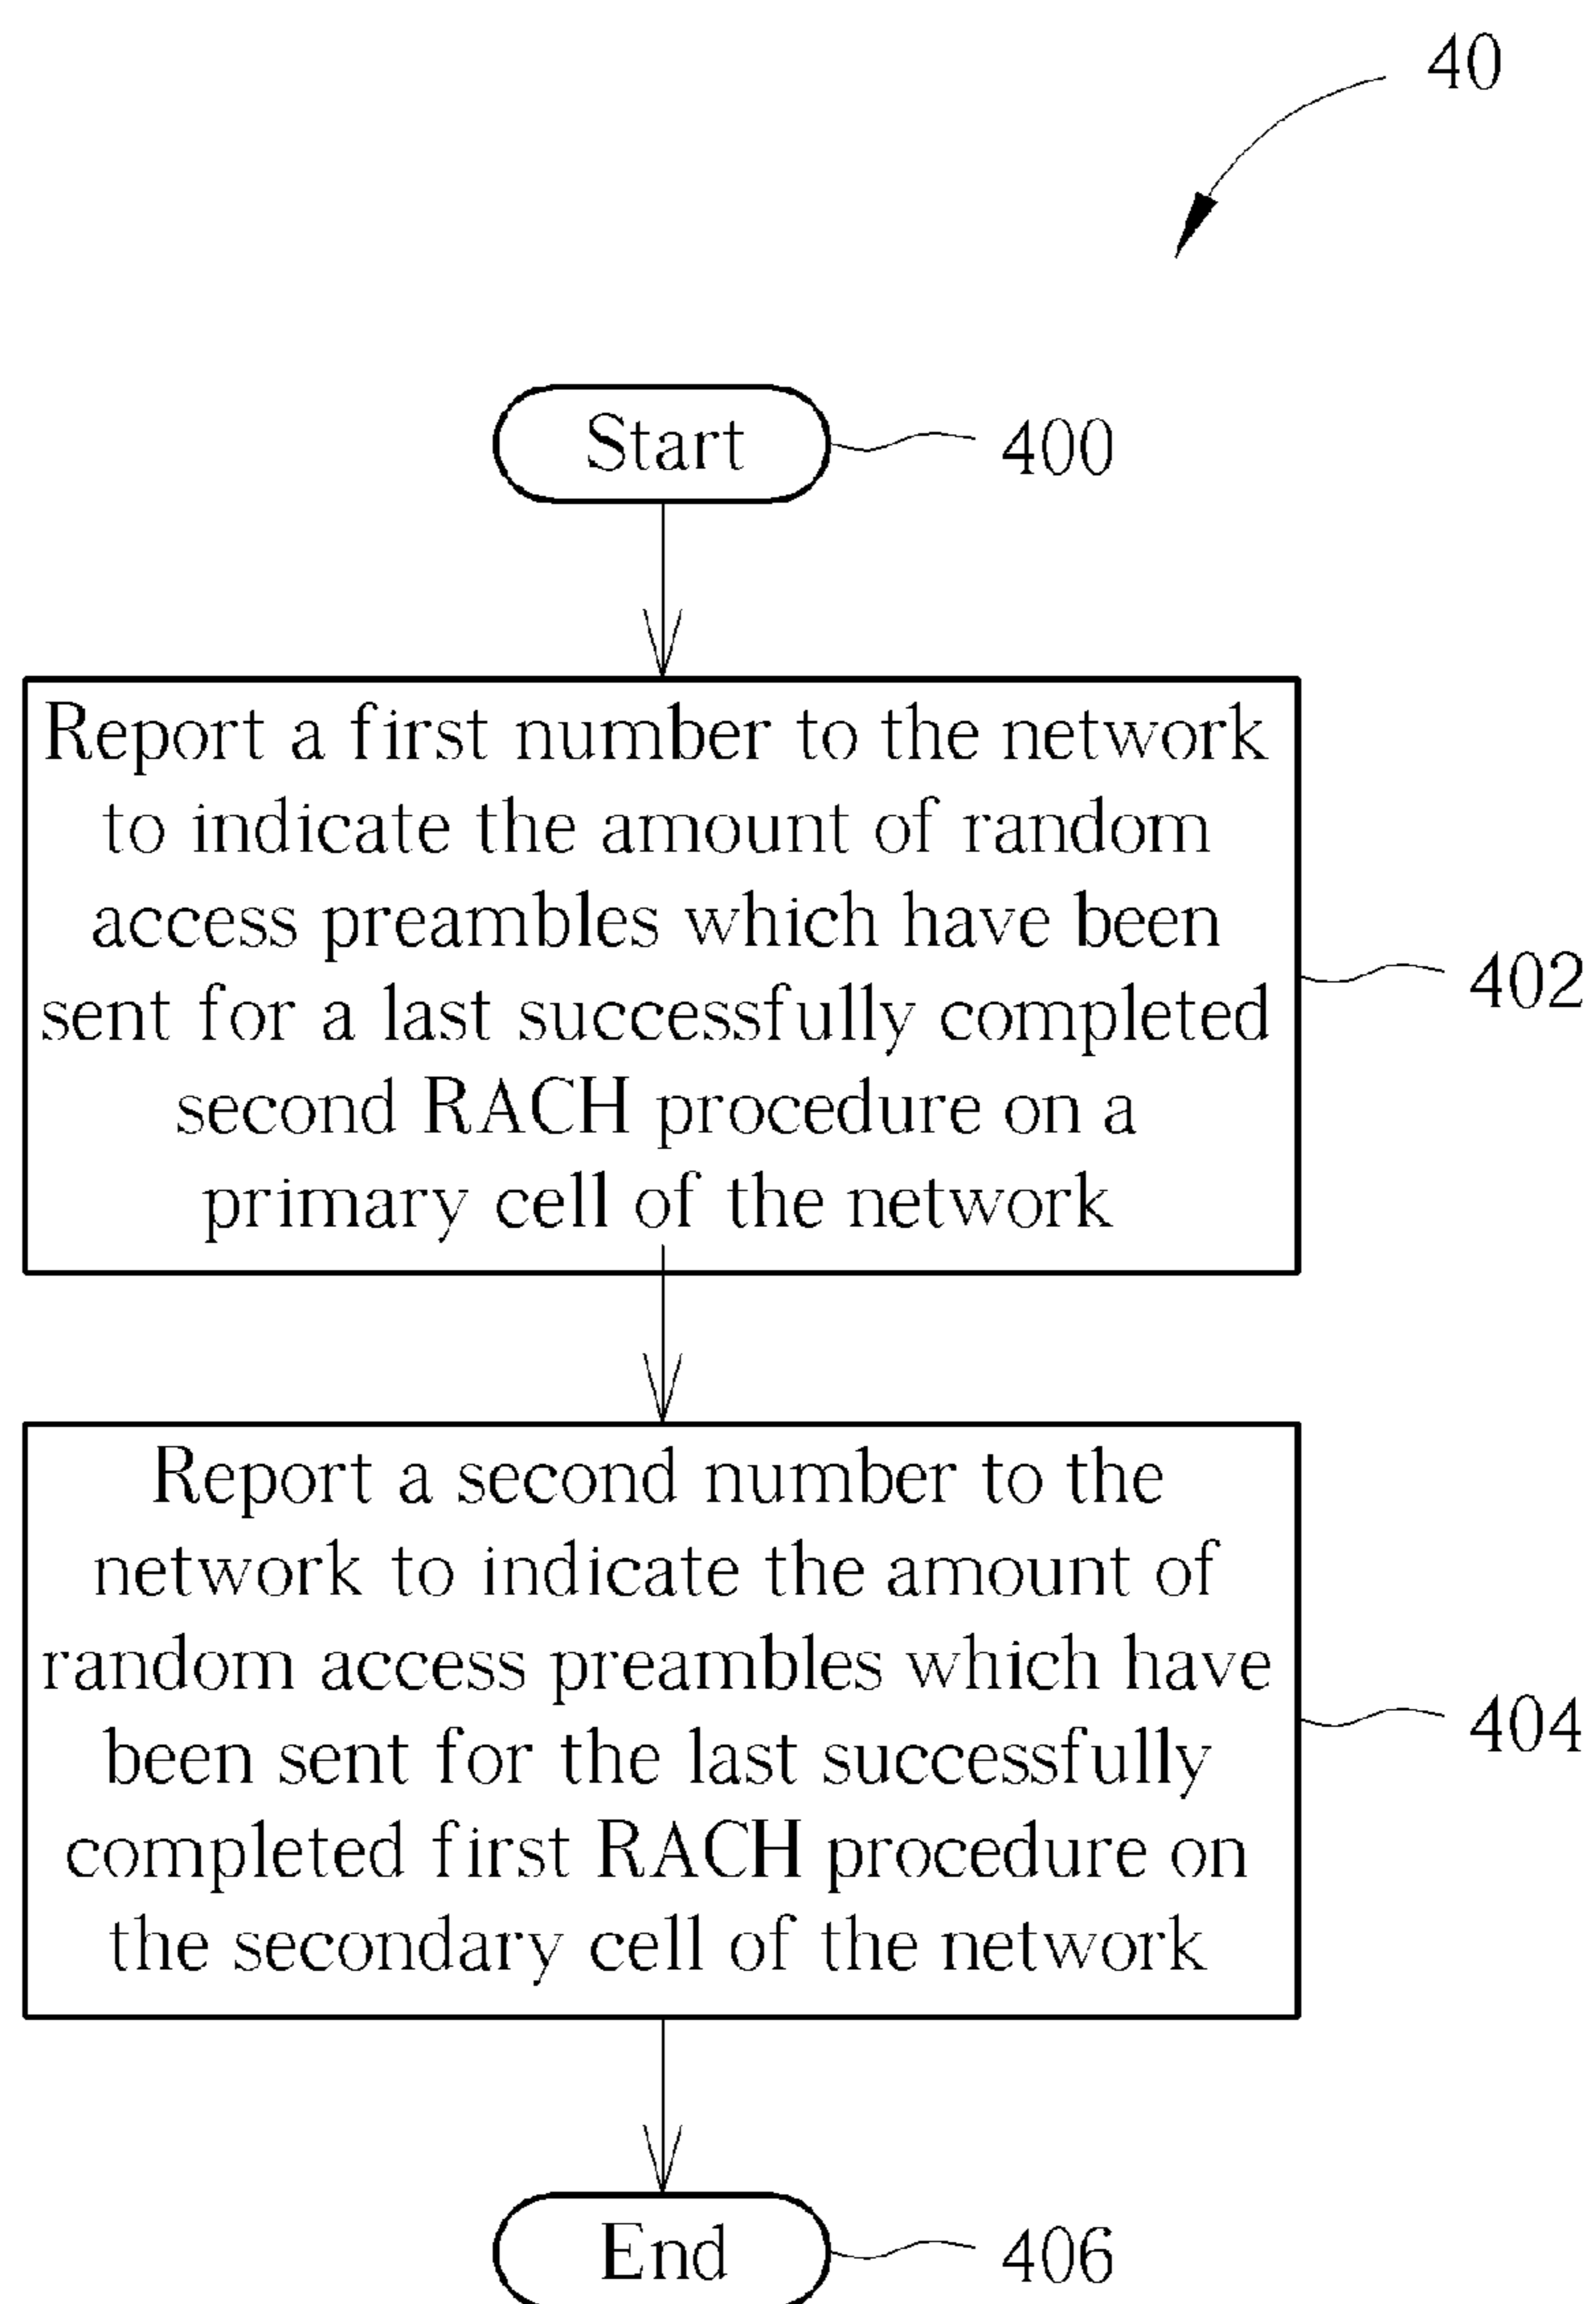 40
Start
400
Report a first number to the network
to indicate the amount of random
access preambles which have been
sent for a last successfully completed
second RACH procedure on a
primary cell of the network
402
Report a second number to the
network to indicate the amount of
random access preambles which have
been sent for the last successfully
completed first RACH procedure on
the secondary cell of the network
404
End
406